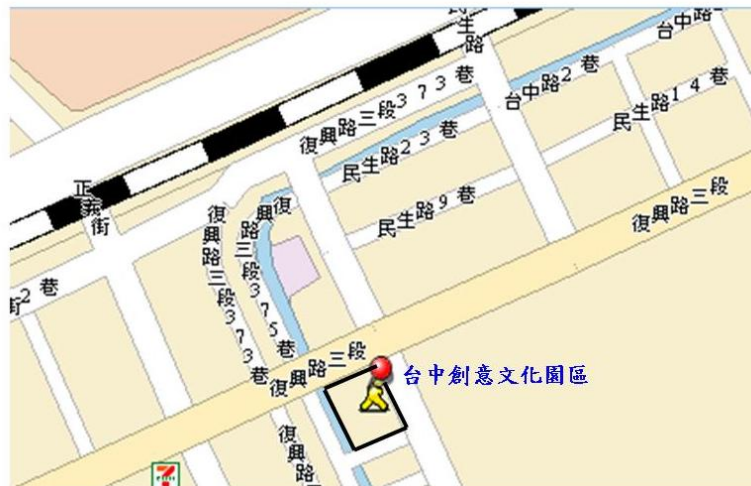 民生路
台中路2巷
台中路2巷
復興路三段373巷
民生路14巷
民生路23巷
正義街
民生路9巷
復興路三段
復興路三段373巷
復興路三段375巷
街2巷
復興路三段
台中創意文化園區
復興路
7